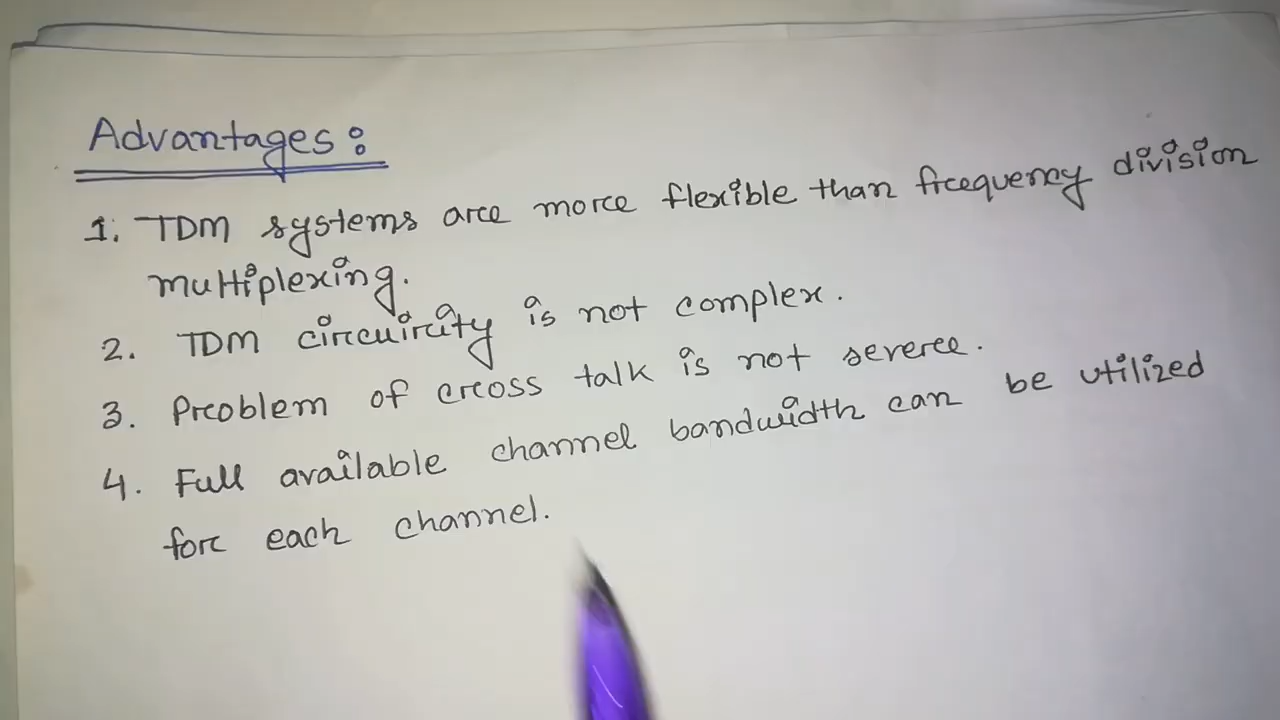 Advantages:
1. TDM systems are more flexible than frequency division
multiplexing.
2. TDM circuircity is not complex.
3. Problem of cross talk is not severe.
4. Full available channel bandwidth can be utilized
for each channel.